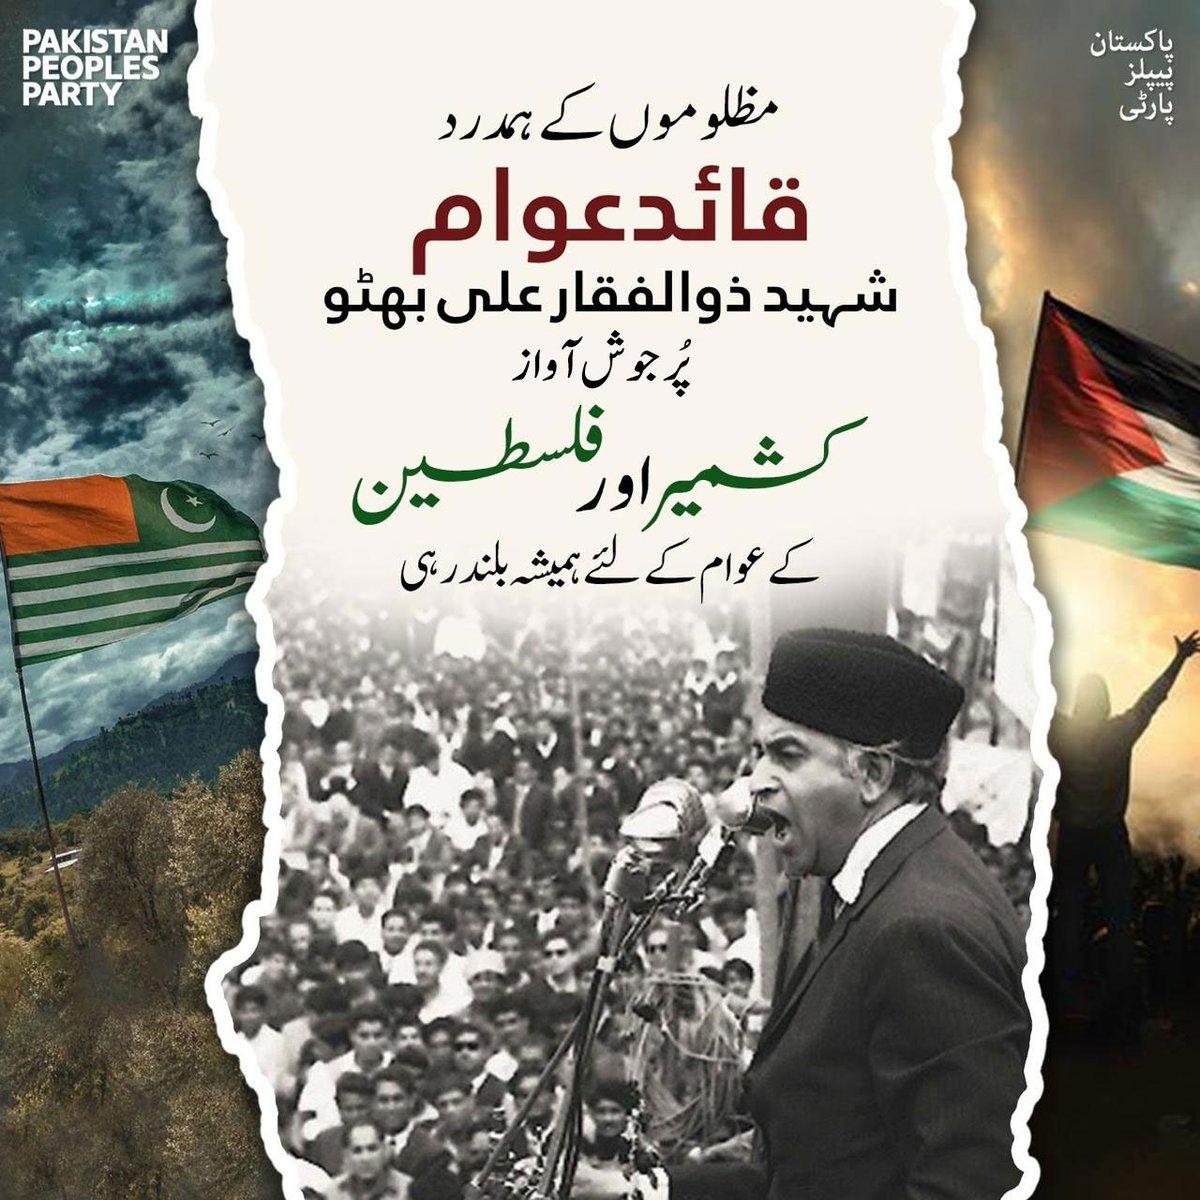 PAKISTAN
PEOPLES
PARTY
پاکستان
پیپلز
پارٹی
مظلوموں کے ہمدرد
قائدعوام
شہید ذوالفقار علی بھٹو
پُرجوش آواز
کشمیر اور فلسطین
کے عوام کے لئے ہمیشہ بلند رہی